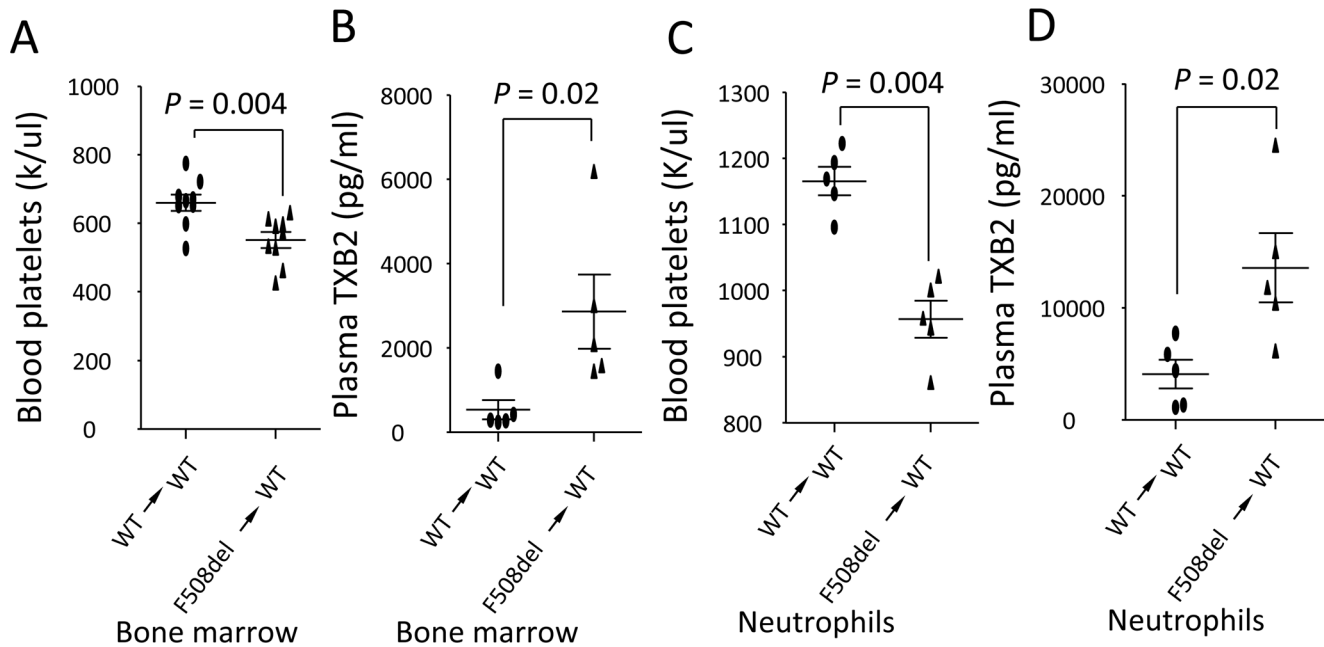 A
Blood platelets (k/ul)
1000
800
600
400
200
0
P = 0.004
WT → WT
F508del → WT
Bone marrow
B
Plasma TXB2 (pg/ml)
8000
6000
4000
2000
0
P = 0.02
WT → WT
F508del → WT
Bone marrow
C
Blood platelets (K/ul)
1300
1200
1100
1000
900
800
P = 0.004
WT → WT
F508del → WT
Neutrophils
D
Plasma TXB2 (pg/ml)
30000
20000
10000
0
P = 0.02
WT → WT
F508del → WT
Neutrophils